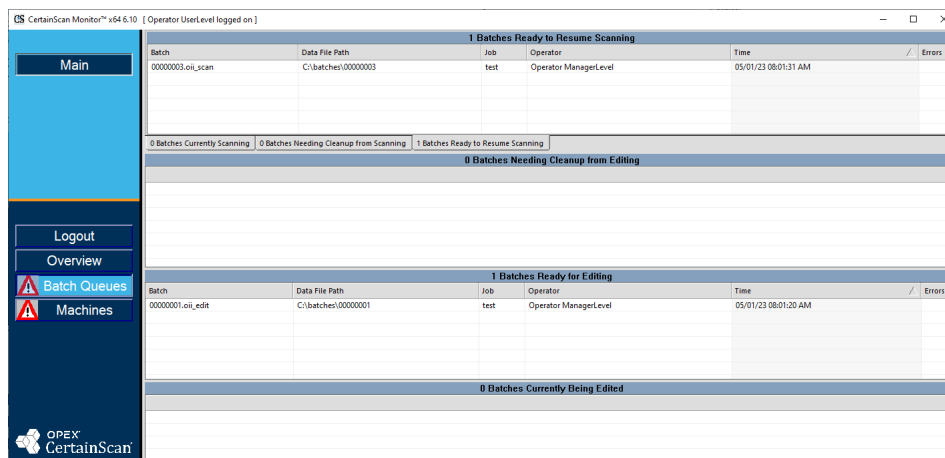 CS CertainScan Monitor™ x64 6.10 [ Operator UserLevel logged on ]
Main
Logout
Overview
Batch Queues
Machines
OPEX
CertainScan
1 Batches Ready to Resume Scanning
Batch Data File Path Job Operator Time Errors
00000003.oii_scan C:\batches\00000003 test Operator ManagerLevel 05/01/23 08:01:31 AM
0 Batches Currently Scanning 0 Batches Needing Cleanup from Scanning 1 Batches Ready to Resume Scanning
0 Batches Needing Cleanup from Editing
1 Batches Ready for Editing
Batch Data File Path Job Operator Time Errors
00000001.oii_edit C:\batches\00000001 test Operator ManagerLevel 05/01/23 08:01:20 AM
0 Batches Currently Being Edited